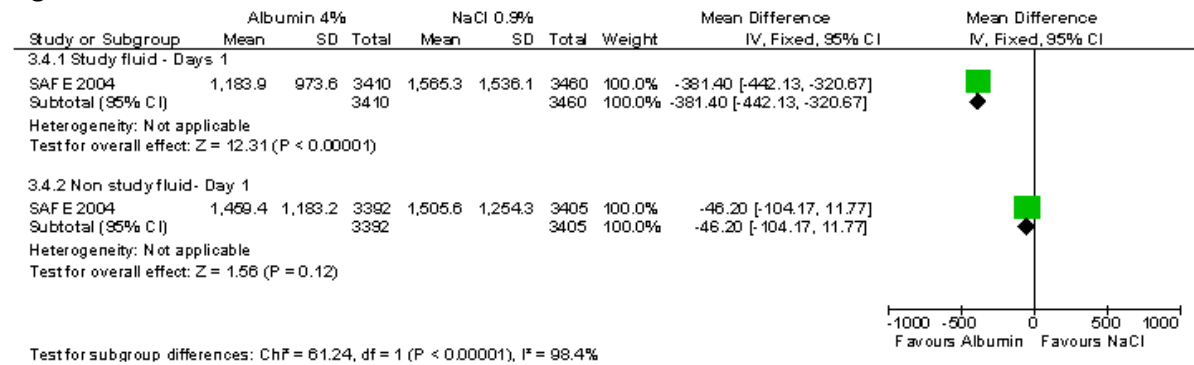 Albumin 4% NaCl 0.9% Mean Difference Mean Difference
Study or Subgroup Mean SD Total Mean SD Total Weight IV, Fixed, 95% CI IV, Fixed, 95% CI
3.4.1 Study fluid - Days 1
SAFE 2004 1,183.9 973.6 3410 1,565.3 1,536.1 3460 100.0% -381.40 [-442.13, -320.67]
Subtotal (95% CI) 3410 3460 100.0% -381.40 [-442.13, -320.67]
Heterogeneity: Not applicable
Test for overall effect: Z = 12.31 (P < 0.00001)
3.4.2 Non study fluid- Day 1
SAFE 2004 1,459.4 1,183.2 3392 1,505.6 1,254.3 3405 100.0% -46.20 [-104.17, 11.77]
Subtotal (95% CI) 3392 3405 100.0% -46.20 [-104.17, 11.77]
Heterogeneity: Not applicable
Test for overall effect: Z = 1.56 (P = 0.12)
-1000 -500 0 500 1000
Favours Albumin Favours NaCl
Test for subgroup differences: Chi² = 61.24, df = 1 (P < 0.00001), I² = 98.4%